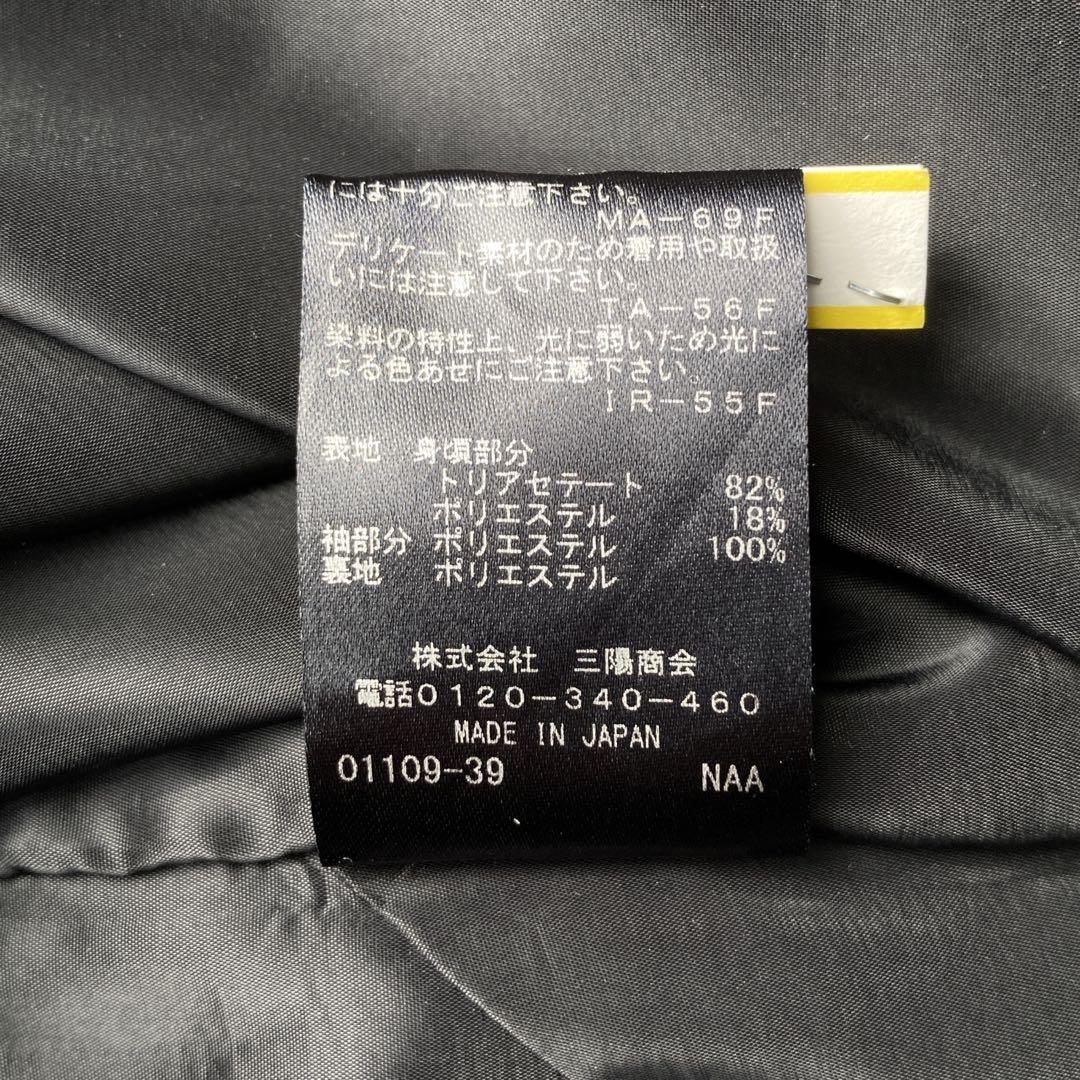 には十分ご注意下さい。
MA-69F
デリケート素材のため着用や取扱
いには注意して下さい。
TA-56F
染料の特性上 光に弱いため光に
よる色あせにご注意下さい。
IR-55F
表地 身頃部分
トリアセテート 82%
ポリエステル 18%
袖部分 ポリエステル 100%
裏地 ポリエステル
株式会社 三陽商会
電話0120-340-460
MADE IN JAPAN
01109-39 NAA